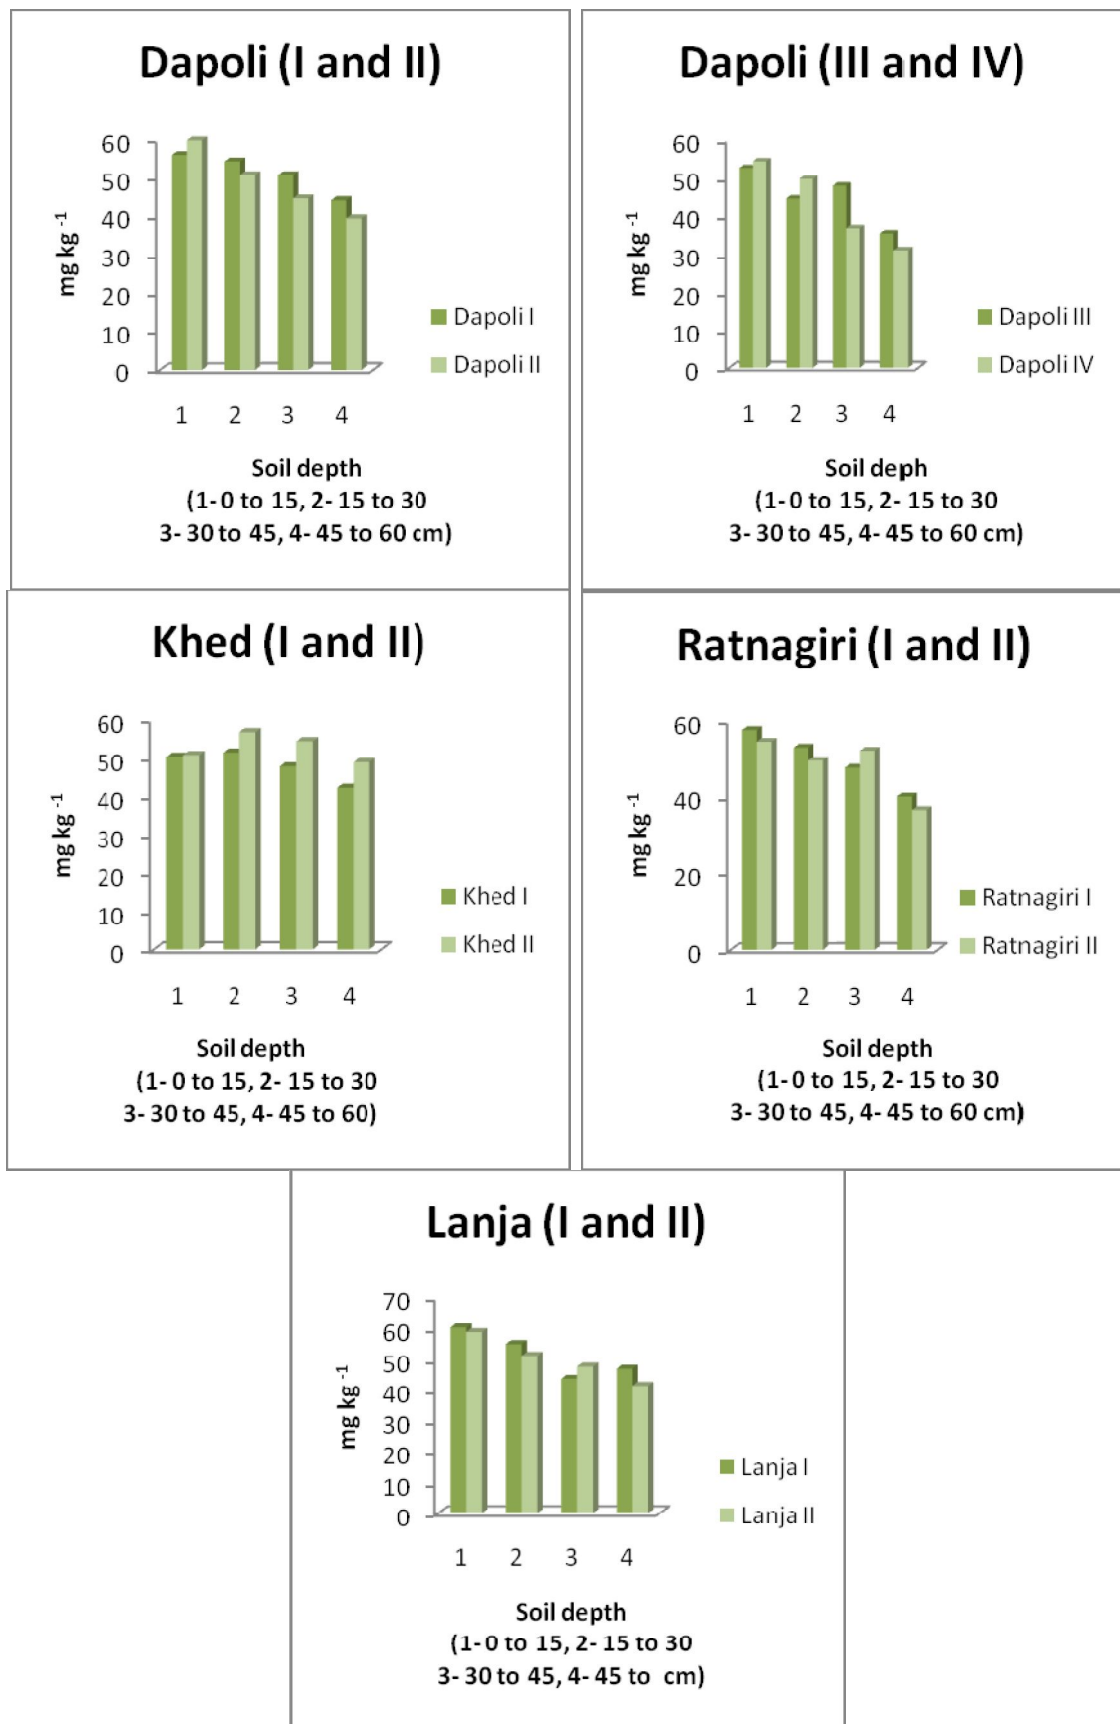 Dapoli (I and II)
60
50
40
30
20
10
0
mg kg -1
1 2 3 4
Dapoli I
Dapoli II
Soil depth
(1- 0 to 15, 2- 15 to 30
3- 30 to 45, 4- 45 to 60 cm)
Dapoli (III and IV)
60
50
40
30
20
10
0
mg kg -1
1 2 3 4
Dapoli III
Dapoli IV
Soil deph
(1- 0 to 15, 2- 15 to 30
3- 30 to 45, 4- 45 to 60 cm)
Khed (I and II)
60
50
40
30
20
10
0
mg kg -1
1 2 3 4
Khed I
Khed II
Soil depth
(1- 0 to 15, 2- 15 to 30
3- 30 to 45, 4- 45 to 60)
Ratnagiri (I and II)
60
40
20
0
mg kg -1
1 2 3 4
Ratnagiri I
Ratnagiri II
Soil depth
(1- 0 to 15, 2- 15 to 30
3- 30 to 45, 4- 45 to 60 cm)
Lanja (I and II)
70
60
50
40
30
20
10
0
mg kg -1
1 2 3 4
Lanja I
Lanja II
Soil depth
(1- 0 to 15, 2- 15 to 30
3- 30 to 45, 4- 45 to cm)